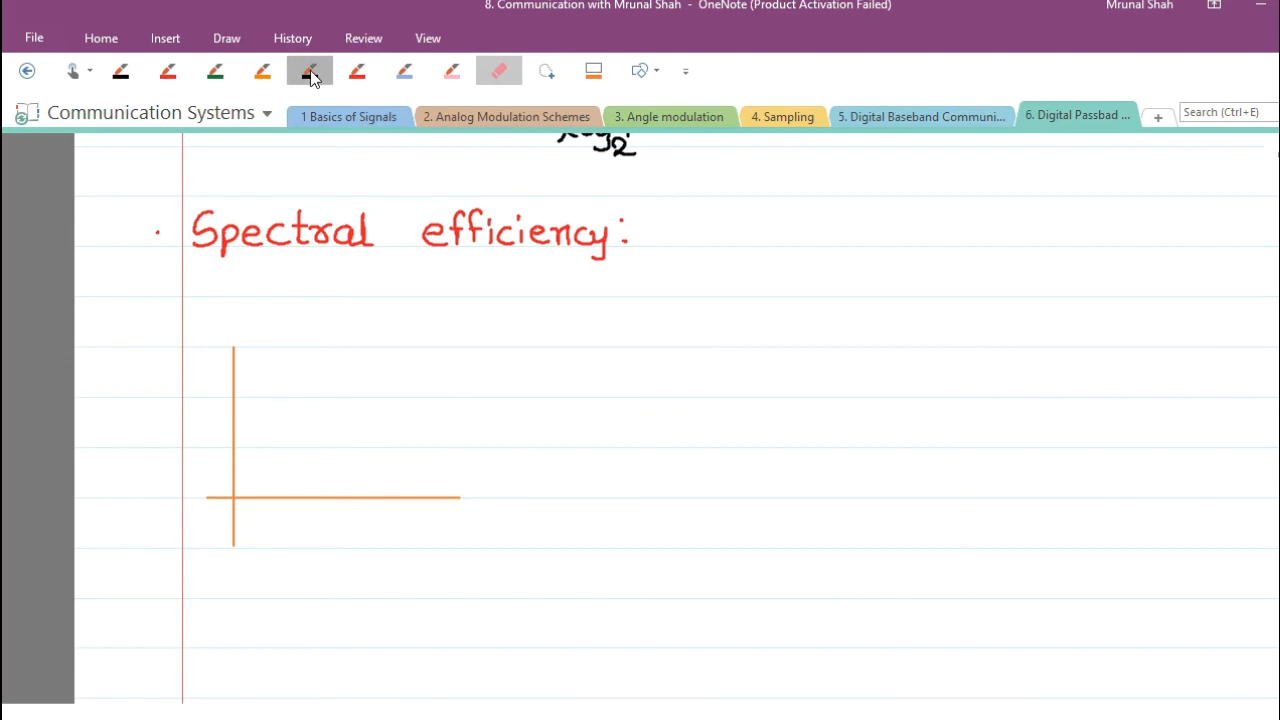 8. Communication with Mrunal Shah - OneNote (Product Activation Failed)
Mrunal Shah
File Home Insert Draw History Review View
Communication Systems
1 Basics of Signals
2. Analog Modulation Schemes
3. Angle modulation
4. Sampling
5. Digital Baseband Communi...
6. Digital Passbad ...
Search (Ctrl+E)
2
. Spectral efficiency: